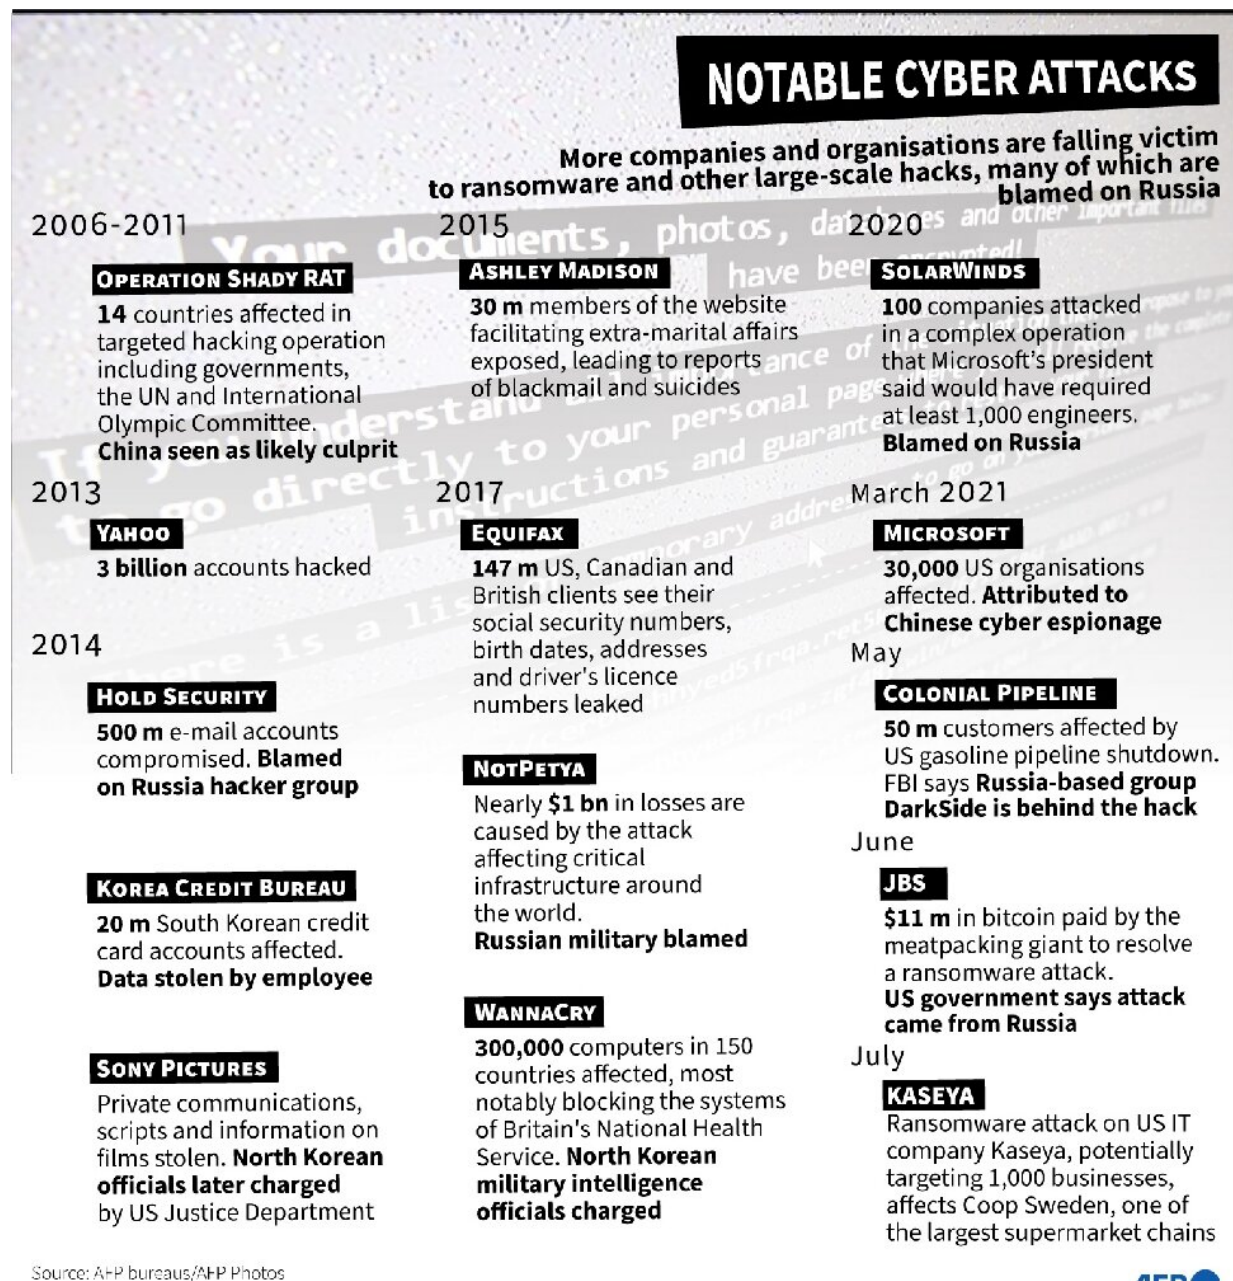 NOTABLE CYBER ATTACKS
More companies and organisations are falling victim
to ransomware and other large-scale hacks, many of which are
blamed on Russia
2006-2011
OPERATION SHADY RAT
14 countries affected in
targeted hacking operation
including governments,
the UN and International
Olympic Committee.
China seen as likely culprit
2013
YAHOO
3 billion accounts hacked
2014
HOLD SECURITY
500 m e-mail accounts
compromised. Blamed
on Russia hacker group
KOREA CREDIT BUREAU
20 m South Korean credit
card accounts affected.
Data stolen by employee
SONY PICTURES
Private communications,
scripts and information on
films stolen. North Korean
officials later charged
by US Justice Department
2015
ASHLEY MADISON
30 m members of the website
facilitating extra-marital affairs
exposed, leading to reports
of blackmail and suicides
2017
EQUIFAX
147 m US, Canadian and
British clients see their
social security numbers,
birth dates, addresses
and driver's licence
numbers leaked
NOTPETYA
Nearly $1 bn in losses are
caused by the attack
affecting critical
infrastructure around
the world.
Russian military blamed
WANNACRY
300,000 computers in 150
countries affected, most
notably blocking the systems
of Britain's National Health
Service. North Korean
military intelligence
officials charged
2020
SOLARWINDS
100 companies attacked
in a complex operation
that Microsoft's president
said would have required
at least 1,000 engineers.
Blamed on Russia
March 2021
MICROSOFT
30,000 US organisations
affected. Attributed to
Chinese cyber espionage
May
COLONIAL PIPELINE
50 m customers affected by
US gasoline pipeline shutdown.
FBI says Russia-based group
DarkSide is behind the hack
June
JBS
$11 m in bitcoin paid by the
meatpacking giant to resolve
a ransomware attack.
US government says attack
came from Russia
July
KASEYA
Ransomware attack on US IT
company Kaseya, potentially
targeting 1,000 businesses,
affects Coop Sweden, one of
the largest supermarket chains
Your documents, photos, databases and other important files
have been encrypted!
Source: AFP bureaus/AFP Photos
AFP